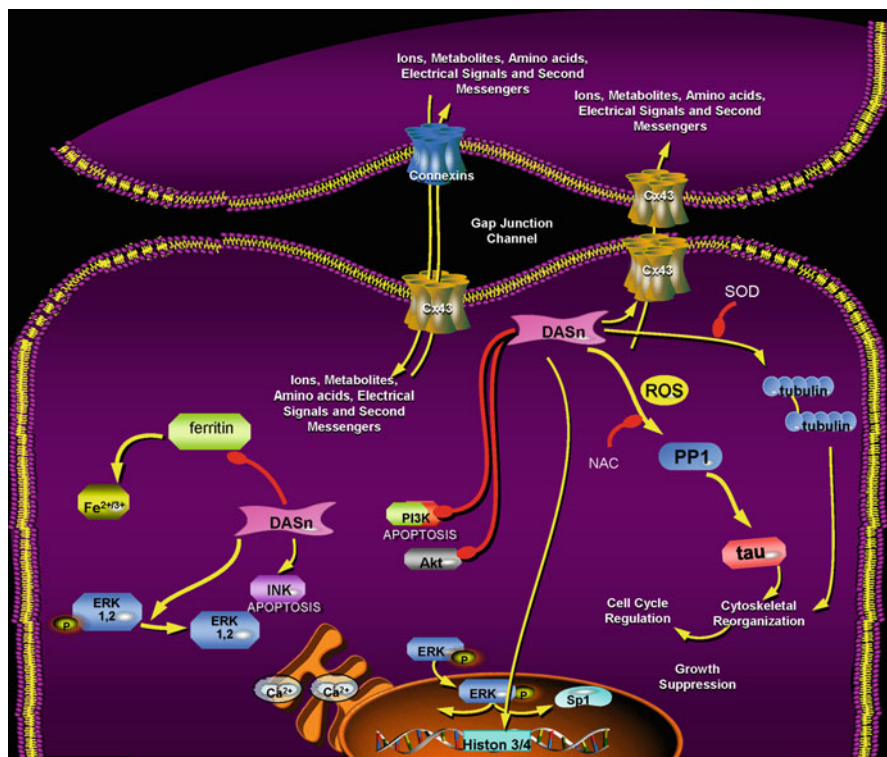 Ions, Metabolites, Amino acids,
Electrical Signals and Second
Messengers
Ions, Metabolites, Amino acids,
Electrical Signals and Second
Messengers
Connexins
Cx43
Gap Junction
Channel
Cx43
Cx43
SOD
DASn
Ions, Metabolites,
Amino acids, Electrical
Signals and Second
Messengers
ROS
tubulin
tubulin
ferritin
NAC
PP1
Fe2+/3+
DASn
PI3K
APOPTOSIS
Akt
tau
INK
APOPTOSIS
ERK
1,2
P
ERK
1,2
Cell Cycle
Regulation
Cytoskeletal
Reorganization
ERK
P
Growth
Suppression
Ca2+
Ca2+
ERK
P
Sp1
Histon 3/4